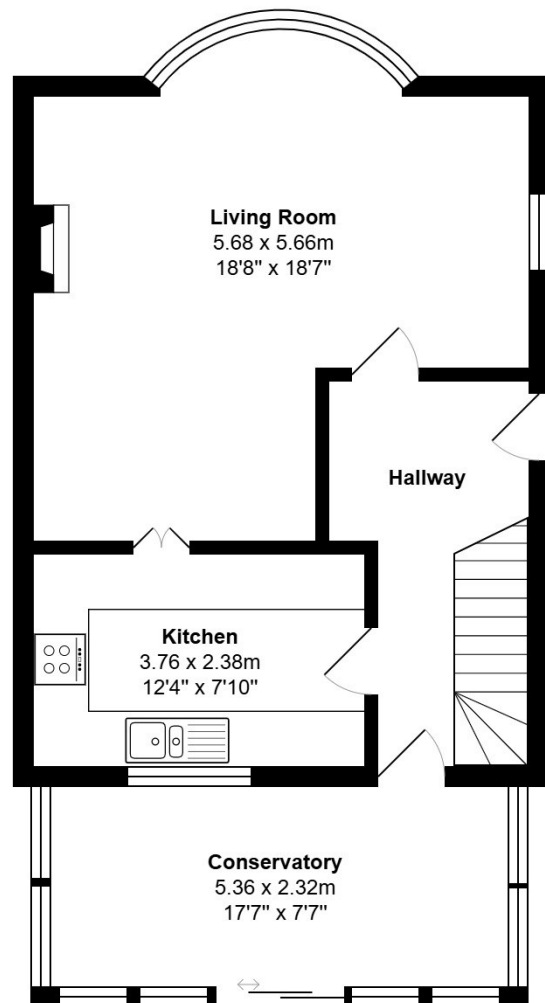 Living Room
5.68 x 5.66m
18'8" x 18'7"
Hallway
Kitchen
3.76 x 2.38m
12'4" x 7'10"
Conservatory
5.36 x 2.32m
17'7" x 7'7"